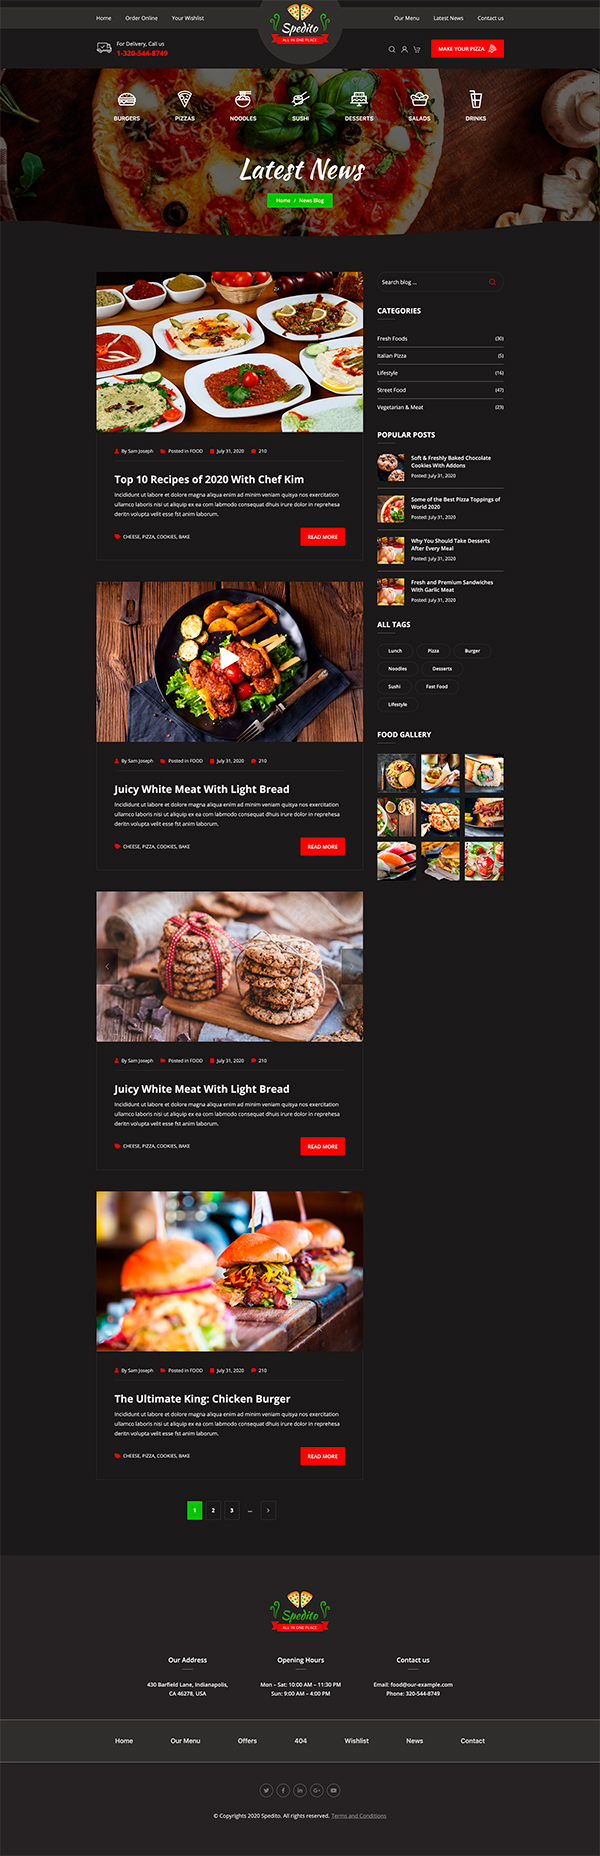 Home Order Online Your Wishlist
Spedito
ALL IN ONE PLACE
Our Menu Latest News Contact us
For Delivery, Call us
1-320-544-8749
MAKE YOUR PIZZA
BURGERS PIZZAS NOODLES SUSHI DESSERTS SALADS DRINKS
Latest News
Home / News Blog
By Sam Joseph Posted in FOOD July 31, 2020 210
Top 10 Recipes of 2020 With Chef Kim
Incididunt ut labore et dolore magna aliqua enim ad minim veniam quisya nos exercitation
ullamco laboris nisi ut aliquip ex ea com labmodo consequat dhuis irure dolor in reprehesa
deritn volupta velit esse fst anim laborum.
CHEESE, PIZZA, COOKIES, BAKE
READ MORE
By Sam Joseph Posted in FOOD July 31, 2020 210
Juicy White Meat With Light Bread
Incididunt ut labore et dolore magna aliqua enim ad minim veniam quisya nos exercitation
ullamco laboris nisi ut aliquip ex ea com labmodo consequat dhuis irure dolor in reprehesa
deritn volupta velit esse fst anim laborum.
CHEESE, PIZZA, COOKIES, BAKE
READ MORE
By Sam Joseph Posted in FOOD July 31, 2020 210
Juicy White Meat With Light Bread
Incididunt ut labore et dolore magna aliqua enim ad minim veniam quisya nos exercitation
ullamco laboris nisi ut aliquip ex ea com labmodo consequat dhuis irure dolor in reprehesa
deritn volupta velit esse fst anim laborum.
CHEESE, PIZZA, COOKIES, BAKE
READ MORE
By Sam Joseph Posted in FOOD July 31, 2020 210
The Ultimate King: Chicken Burger
Incididunt ut labore et dolore magna aliqua enim ad minim veniam quisya nos exercitation
ullamco laboris nisi ut aliquip ex ea com labmodo consequat dhuis irure dolor in reprehesa
deritn volupta velit esse fst anim laborum.
CHEESE, PIZZA, COOKIES, BAKE
READ MORE
1 2 3 ... >
Search blog ...
CATEGORIES
Fresh Foods (30)
Italian Pizza (5)
Lifestyle (16)
Street Food (47)
Vegetarian & Meat (29)
POPULAR POSTS
Soft & Freshly Baked Chocolate
Cookies With Addons
Posted: July 31, 2020
Some of the Best Pizza Toppings of
World 2020
Posted: July 31, 2020
Why You Should Take Desserts
After Every Meal
Posted: July 31, 2020
Fresh and Premium Sandwiches
With Garlic Meat
Posted: July 31, 2020
ALL TAGS
Lunch Pizza Burger
Noodles Desserts
Sushi Fast Food
Lifestyle
FOOD GALLERY
Spedito
ALL IN ONE PLACE
Our Address
430 Barfield Lane, Indianapolis,
CA 46278, USA
Opening Hours
Mon – Sat: 10:00 AM – 11:30 PM
Sun: 9:00 AM – 4:00 PM
Contact us
Email: food@our-example.com
Phone: 320-544-8749
Home Our Menu Offers 404 Wishlist News Contact
© Copyrights 2020 Spedito. All rights reserved. Terms and Conditions